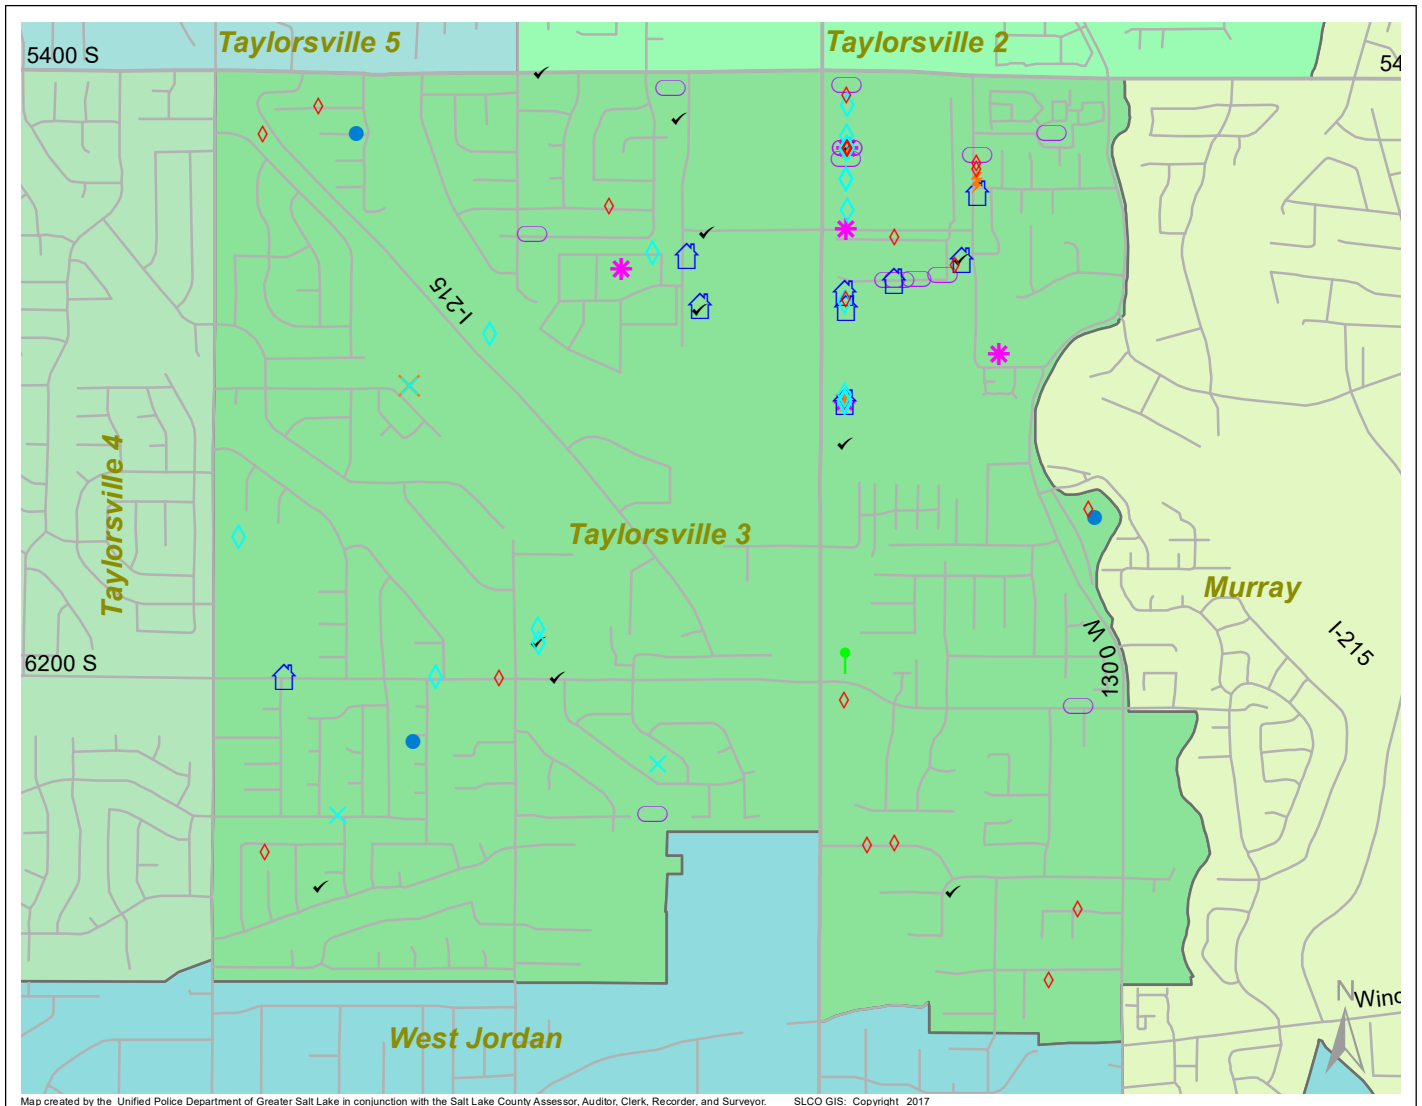 Taylorsville 5
Taylorsville 2
5400 S
54
I-215
Taylorsville 4
Taylorsville 3
Murray
I-215
1300 W
6200 S
N
Wind
West Jordan
Map created by the Unified Police Department of Greater Salt Lake in conjunction with the Salt Lake County Assessor, Auditor, Clerk, Recorder, and Surveyor. SLCO GIS: Copyright 2017